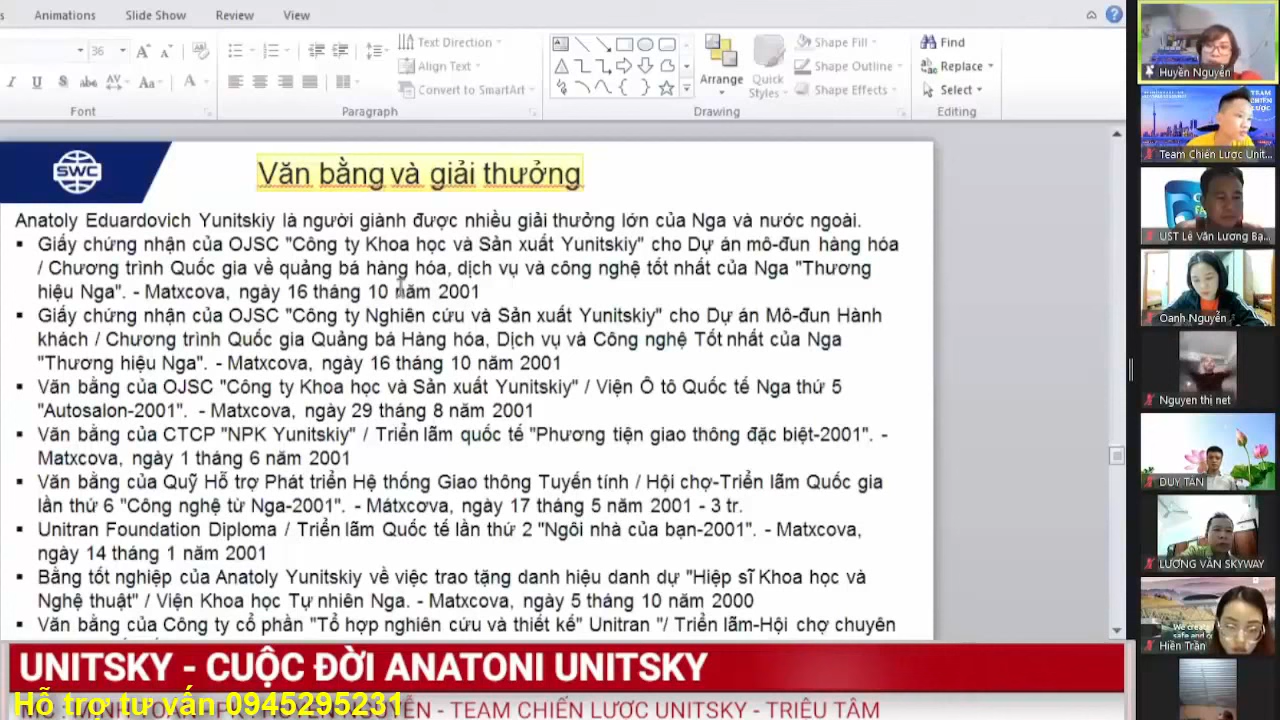 Animations Slide Show Review View
36
Text Direction
Align Text
Convert to SmartArt
Arrange
Quick Styles
Shape Fill
Shape Outline
Shape Effects
Find
Replace
Select
Font Paragraph Drawing Editing
SWC
Văn bằng và giải thưởng
Anatoly Eduardovich Yunitskiy là người giành được nhiều giải thưởng lớn của Nga và nước ngoài.
▪ Giấy chứng nhận của OJSC "Công ty Khoa học và Sản xuất Yunitskiy" cho Dự án mô-đun hàng hóa
/ Chương trình Quốc gia về quảng bá hàng hóa, dịch vụ và công nghệ tốt nhất của Nga "Thương
hiệu Nga". - Matxcova, ngày 16 tháng 10 năm 2001
▪ Giấy chứng nhận của OJSC "Công ty Nghiên cứu và Sản xuất Yunitskiy" cho Dự án Mô-đun Hành
khách / Chương trình Quốc gia Quảng bá Hàng hóa, Dịch vụ và Công nghệ Tốt nhất của Nga
"Thương hiệu Nga". - Matxcova, ngày 16 tháng 10 năm 2001
▪ Văn bằng của OJSC "Công ty Khoa học và Sản xuất Yunitskiy" / Viện Ô tô Quốc tế Nga thứ 5
"Autosalon-2001". - Matxcova, ngày 29 tháng 8 năm 2001
▪ Văn bằng của CTCP "NPK Yunitskiy" / Triển lãm quốc tế "Phương tiện giao thông đặc biệt-2001". -
Matxcova, ngày 1 tháng 6 năm 2001
▪ Văn bằng của Quỹ Hỗ trợ Phát triển Hệ thống Giao thông Tuyến tính / Hội chợ-Triển lãm Quốc gia
lần thứ 6 "Công nghệ từ Nga-2001". - Mátxcơva, ngày 17 tháng 5 năm 2001 - 3 tr.
▪ Unitran Foundation Diploma / Triển lãm Quốc tế lần thứ 2 "Ngôi nhà của bạn-2001". - Matxcova,
ngày 14 tháng 1 năm 2001
▪ Bằng tốt nghiệp của Anatoly Yunitskiy về việc trao tặng danh hiệu danh dự "Hiệp sĩ Khoa học và
Nghệ thuật" / Viện Khoa học Tự nhiên Nga. - Matxcova, ngày 5 tháng 10 năm 2000
▪ Văn bằng của Công ty cổ phần "Tổ hợp nghiên cứu và thiết kế" Unitran "/ Triển lãm-Hội chợ chuyên
UNITSKY - CUỘC ĐỜI ANATONI UNITSKY
Hỗ trợ tư vấn 0945295231
- TEAM CHIẾN LƯỢC UNITSKY - TRIỆU TÂM
Huyền Nguyễn
TEAM
CHIẾN
LƯỢC
Team Chiến Lược Unit...
UST Lê Văn Lương Bạ...
Oanh Nguyễn
Nguyen thị net
DUY TÂN
LƯƠNG VĂN SKYWAY
Hiền Trần